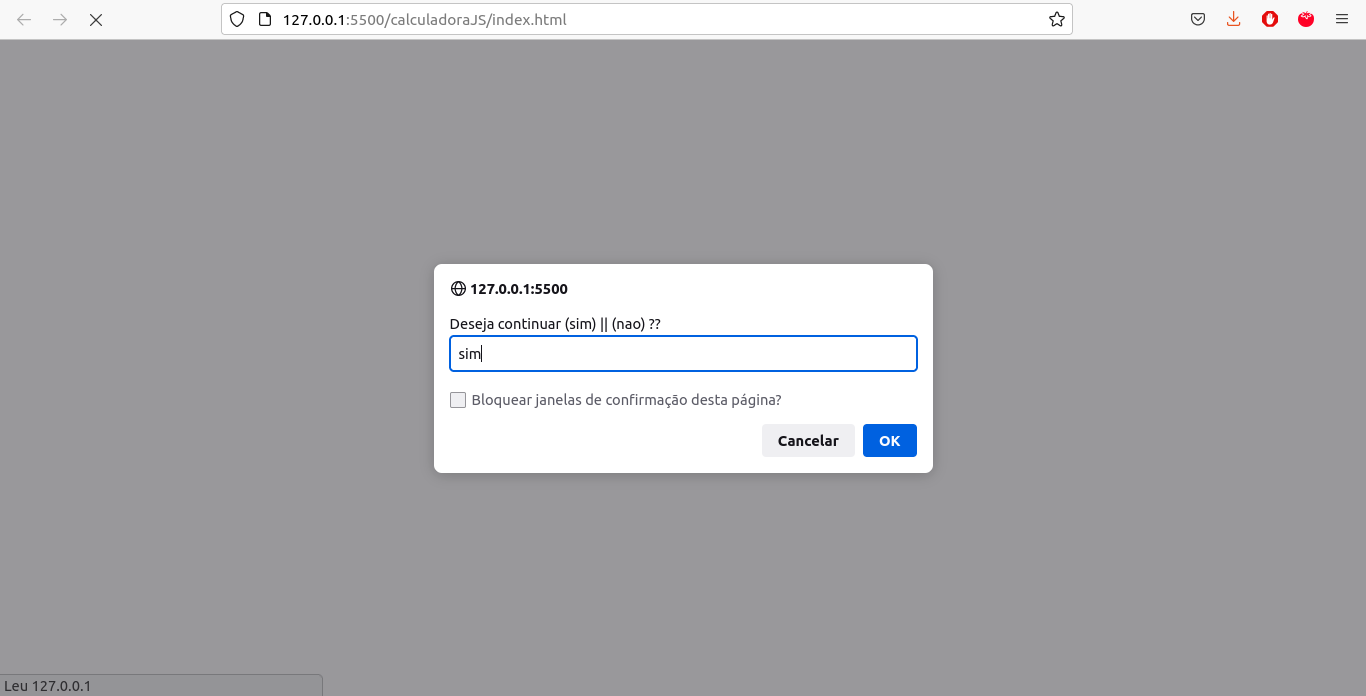 127.0.0.1:5500/calculadoraJS/index.html
127.0.0.1:5500
Deseja continuar (sim) || (nao) ??
sim
Bloquear janelas de confirmação desta página?
Cancelar
OK
Leu 127.0.0.1